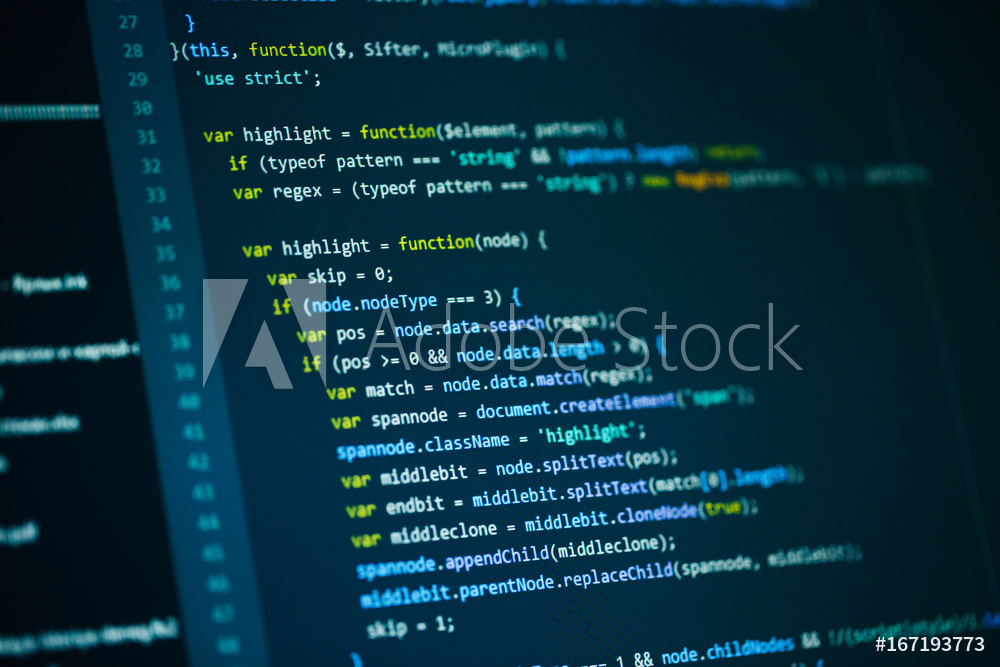 27 }
28 }(this, function($, Sifter, MicroPlugin) {
29 'use strict';
30
31 var highlight = function($element, pattern) {
32 if (typeof pattern === 'string' && !pattern.length) return;
33 var regex = (typeof pattern === 'string') ? new RegExp(pattern,
34
35 var highlight = function(node) {
36 var skip = 0;
37 if (node.nodeType === 3) {
38 var pos = node.data.search(regex);
39 if (pos >= 0 && node.data.length > 0) {
40 var match = node.data.match(regex);
41 var spannode = document.createElement("span");
42 spannode.className = 'highlight';
43 var middlebit = node.splitText(pos);
44 var endbit = middlebit.splitText(match[0].length);
45 var middleclone = middlebit.cloneNode(true);
46 spannode.appendChild(middleclone);
47 middlebit.parentNode.replaceChild(spannode, middlebit);
48 skip = 1;
}
=== 1 && node.childNodes && !/(script|style)/i
Adobe Stock
#167193773